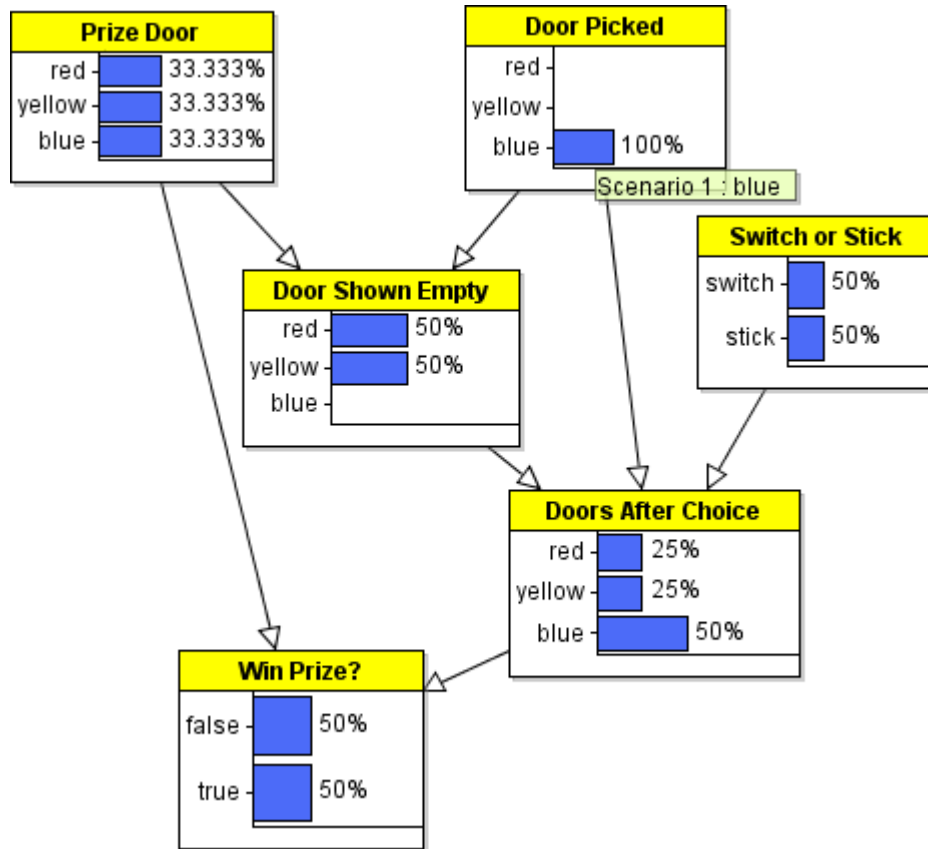 Prize Door
red 33.333%
yellow 33.333%
blue 33.333%
Door Picked
red
yellow
blue 100%
Scenario 1 : blue
Switch or Stick
switch 50%
stick 50%
Door Shown Empty
red 50%
yellow 50%
blue
Doors After Choice
red 25%
yellow 25%
blue 50%
Win Prize?
false 50%
true 50%